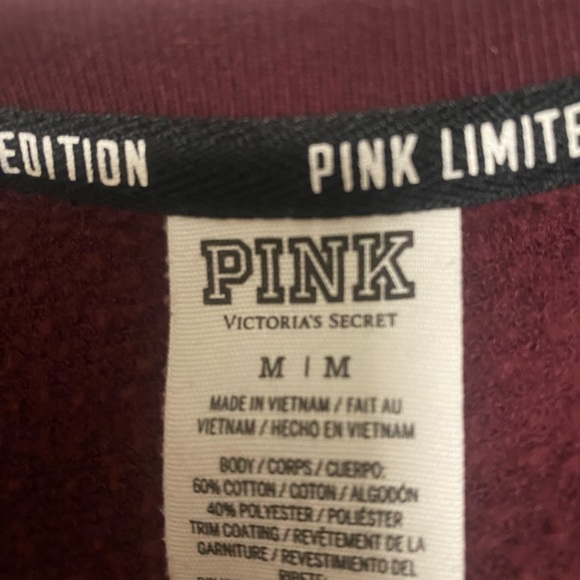 EDITION PINK LIMITE
PINK
VICTORIA'S SECRET
M | M
MADE IN VIETNAM / FAIT AU
VIETNAM / HECHO EN VIETNAM
BODY / CORPS / CUERPO:
60% COTTON / COTON / ALGODÓN
40% POLYESTER / POLIÉSTER
TRIM COATING / REVÊTEMENT DE LA
GARNITURE / REVESTIMIENTO DEL
RIBETE: